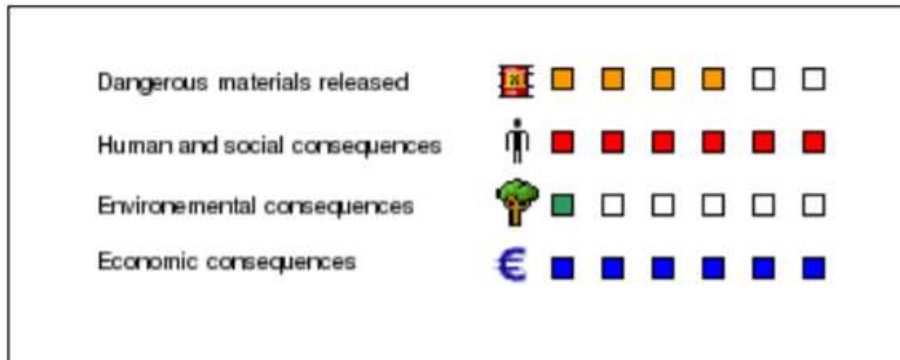 Dangerous materials released
Human and social consequences
Environemental consequences
Economic consequences €